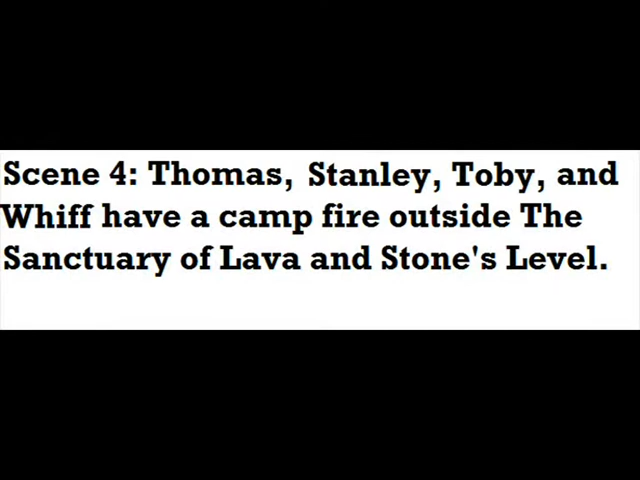 Scene 4: Thomas, Stanley, Toby, and
Whiff have a camp fire outside The
Sanctuary of Lava and Stone's Level.